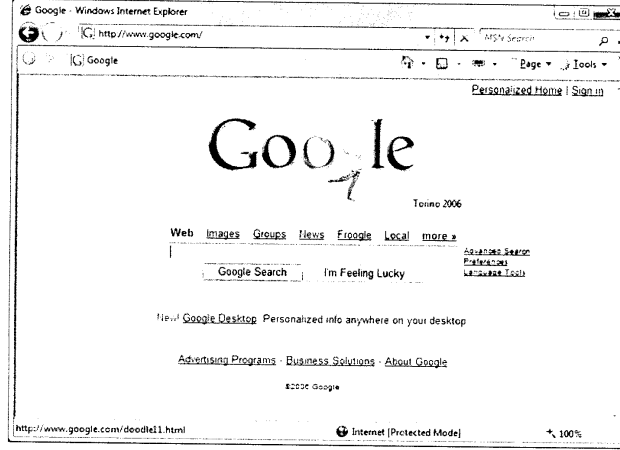 Google - Windows Internet Explorer
http://www.google.com/
MSN Search
Google
Page Tools
Personalized Home | Sign in
Google
Torino 2006
Web Images Groups News Froogle Local more »
Advanced Search
Preferences
Language Tools
Google Search I'm Feeling Lucky
New! Google Desktop Personalized info anywhere on your desktop
Advertising Programs - Business Solutions - About Google
©2006 Google
http://www.google.com/doodle11.html Internet [Protected Mode] 100%